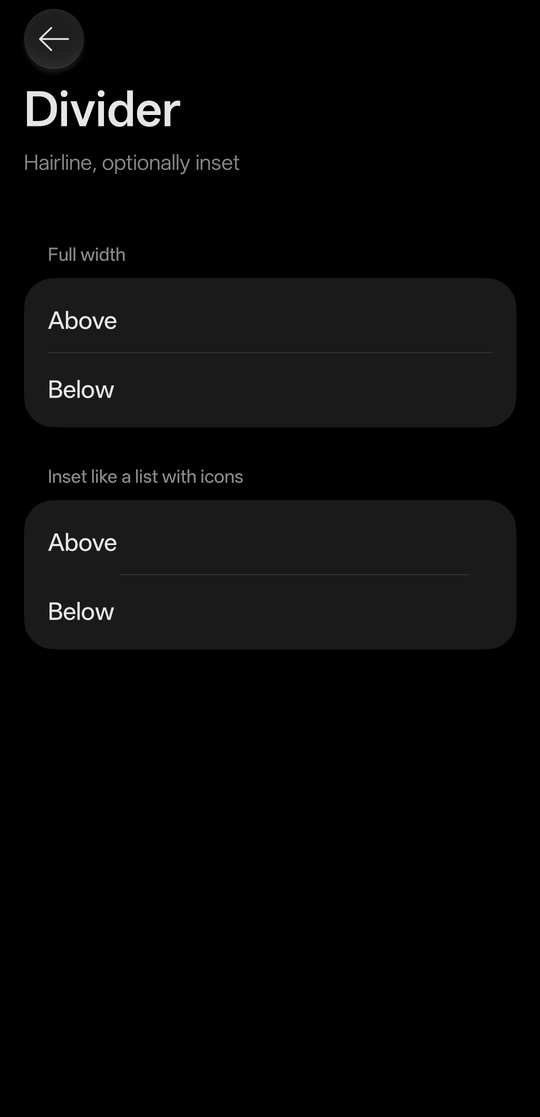 Divider
Hairline, optionally inset
Full width
Above
Below
Inset like a list with icons
Above
Below